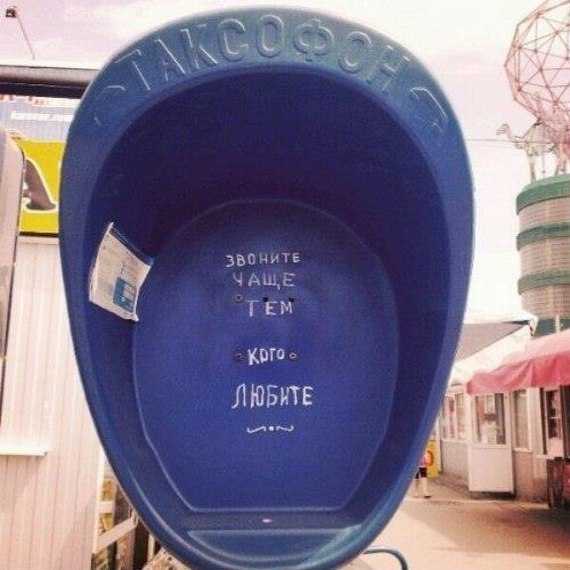 ТАКСОФОН
ЗВОНИТЕ
ЧАЩЕ
ТЕМ
КОГО
ЛЮБИТЕ